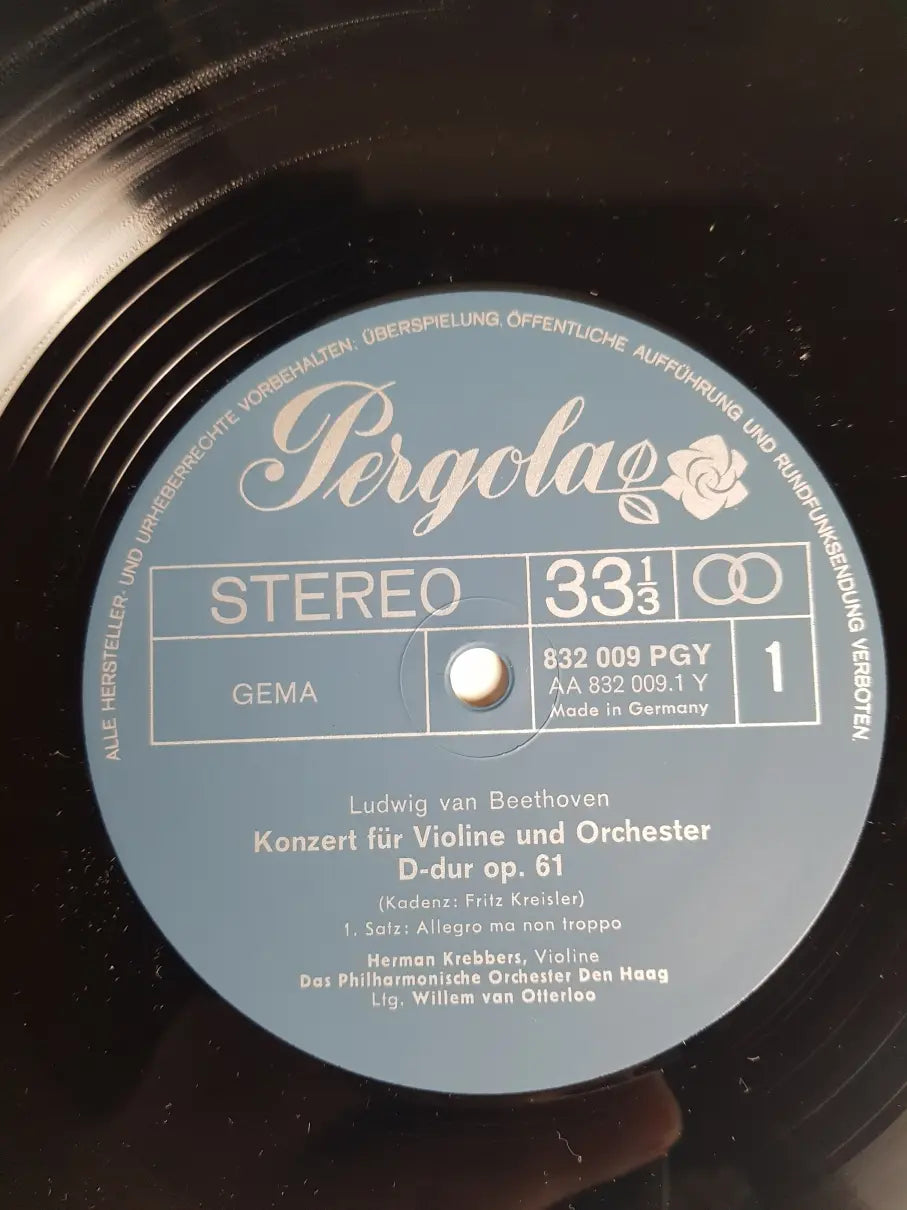 ALLE HERSTELLER- UND URHEBERRECHTE VORBEHALTEN; ÜBERSPIELUNG, ÖFFENTLICHE AUFFÜHRUNG UND RUNDFUNKSENDUNG VERBOTEN.
Pergola
STEREO 33 1/3
GEMA
832 009 PGY
AA 832 009.1 Y
Made in Germany
1
Ludwig van Beethoven
Konzert für Violine und Orchester
D-dur op. 61
(Kadenz: Fritz Kreisler)
1. Satz: Allegro ma non troppo
Herman Krebbers, Violine
Das Philharmonische Orchester Den Haag
Ltg. Willem van Otterloo